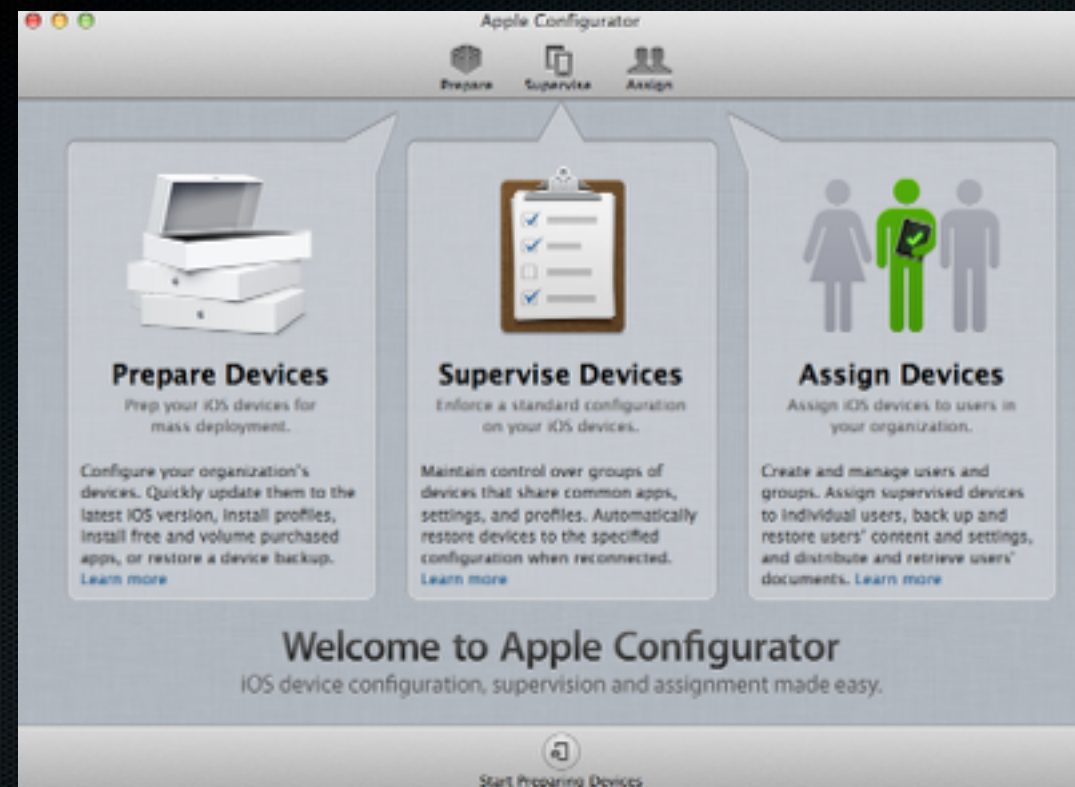 Apple Configurator
Prepare Supervise Assign
Prepare Devices
Prep your iOS devices for
mass deployment.
Configure your organization's
devices. Quickly update them to the
latest iOS version, install profiles,
install free and volume purchased
apps, or restore a device backup.
Learn more
Supervise Devices
Enforce a standard configuration
on your iOS devices.
Maintain control over groups of
devices that share common apps,
settings, and profiles. Automatically
restore devices to the specified
configuration when reconnected.
Learn more
Assign Devices
Assign iOS devices to users in
your organization.
Create and manage users and
groups. Assign supervised devices
to individual users, back up and
restore users' content and settings,
and distribute and retrieve users'
documents. Learn more
Welcome to Apple Configurator
iOS device configuration, supervision and assignment made easy.
Start Preparing Devices